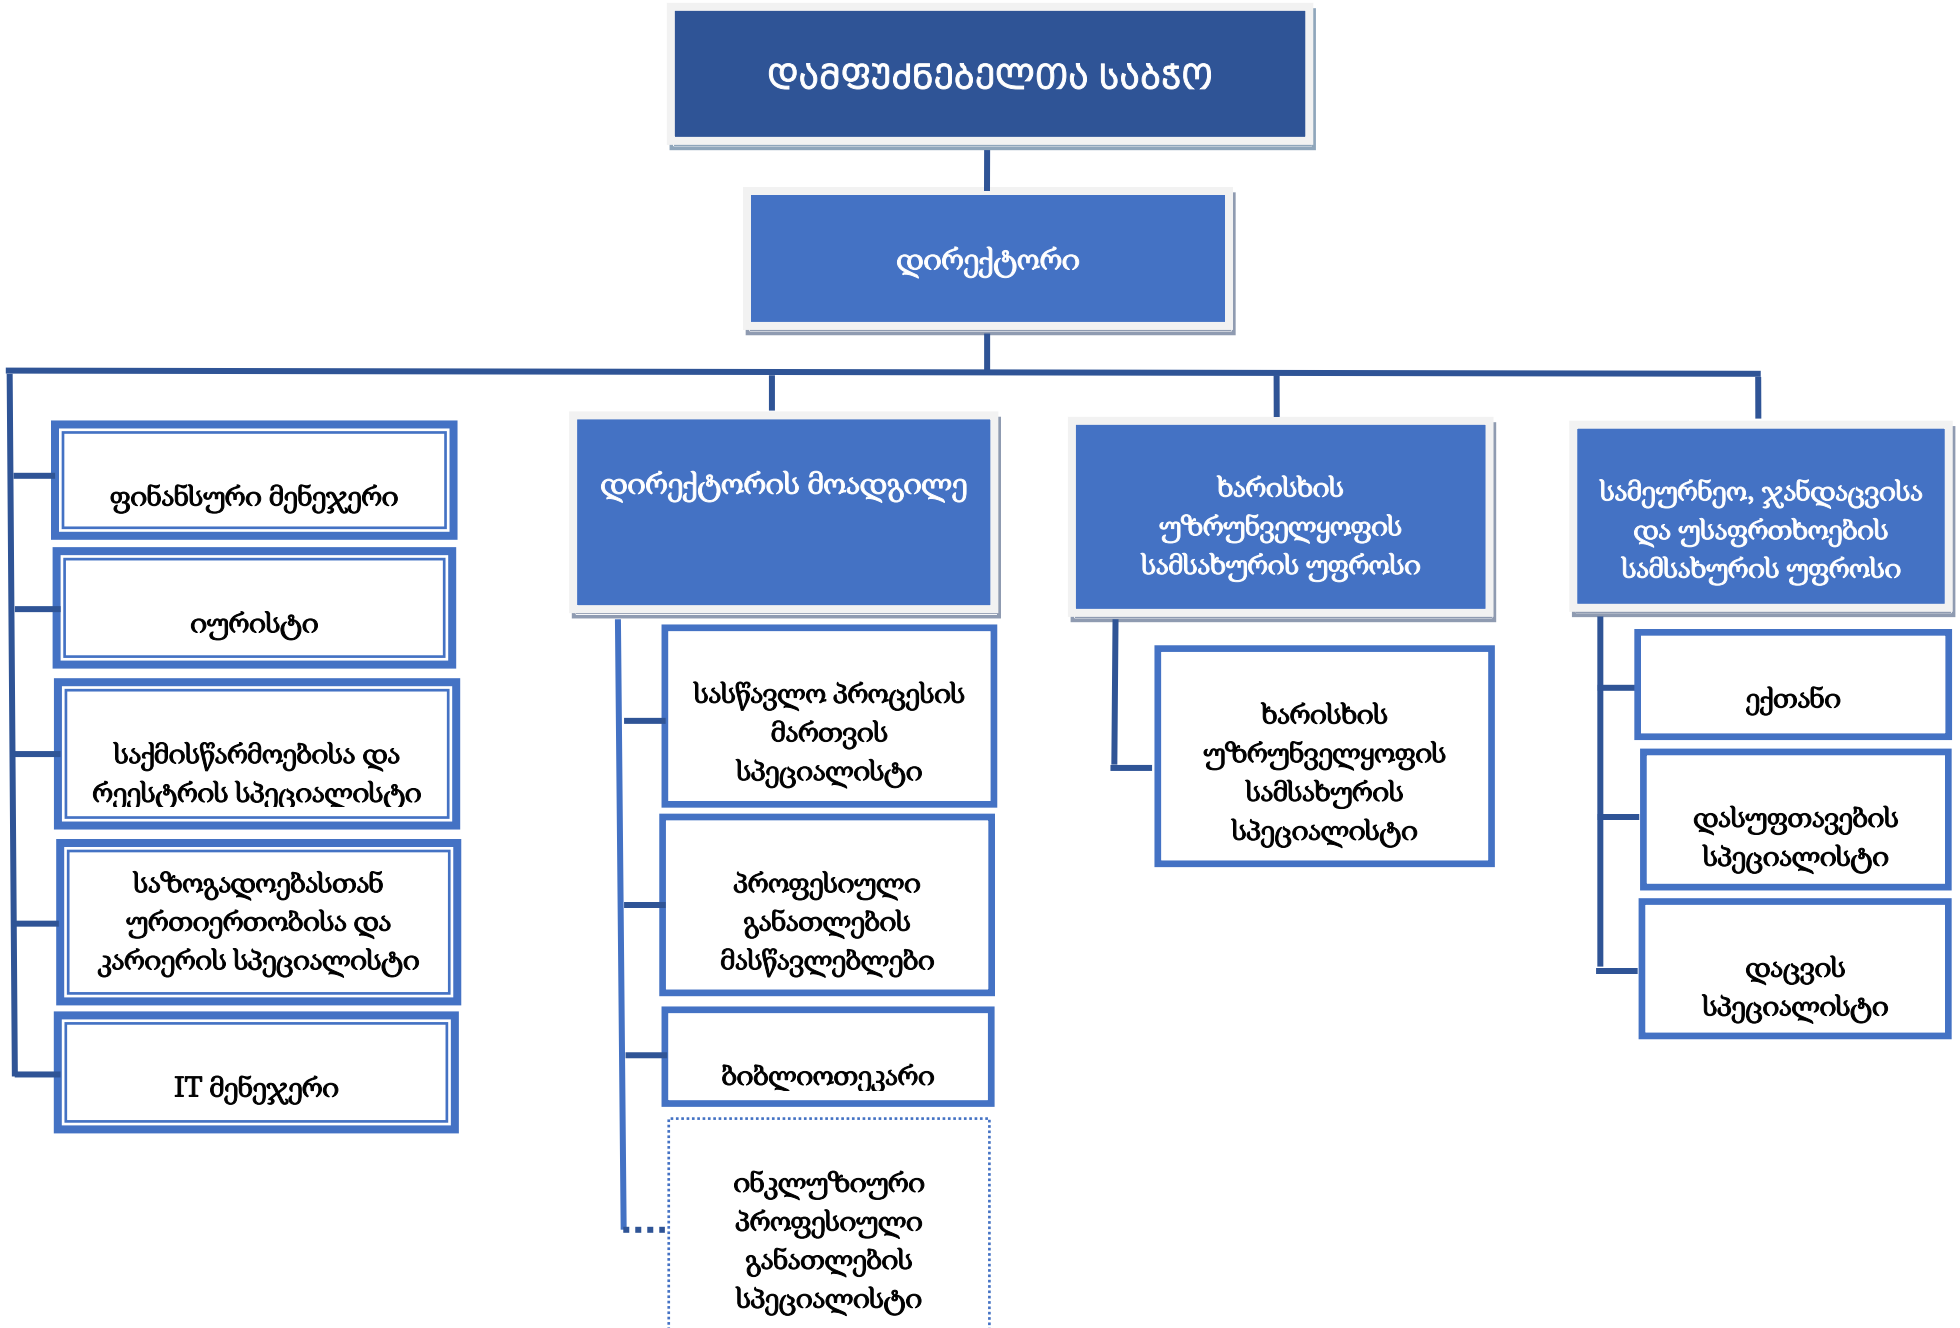 დამფუძნებელთა საბჭო
დირექტორი
ფინანსური მენეჯერი
იურისტი
საქმისწარმოებისა და
რეესტრის სპეციალისტი
საზოგადოებასთან
ურთიერთობისა და
კარიერის სპეციალისტი
IT მენეჯერი
დირექტორის მოადგილე
სასწავლო პროცესის
მართვის
სპეციალისტი
პროფესიული
განათლების
მასწავლებლები
ბიბლიოთეკარი
ინკლუზიური
პროფესიული
განათლების
სპეციალისტი
ხარისხის
უზრუნველყოფის
სამსახურის უფროსი
ხარისხის
უზრუნველყოფის
სამსახურის
სპეციალისტი
სამეურნეო, ჯანდაცვისა
და უსაფრთხოების
სამსახურის უფროსი
ექთანი
დასუფთავების
სპეციალისტი
დაცვის
სპეციალისტი